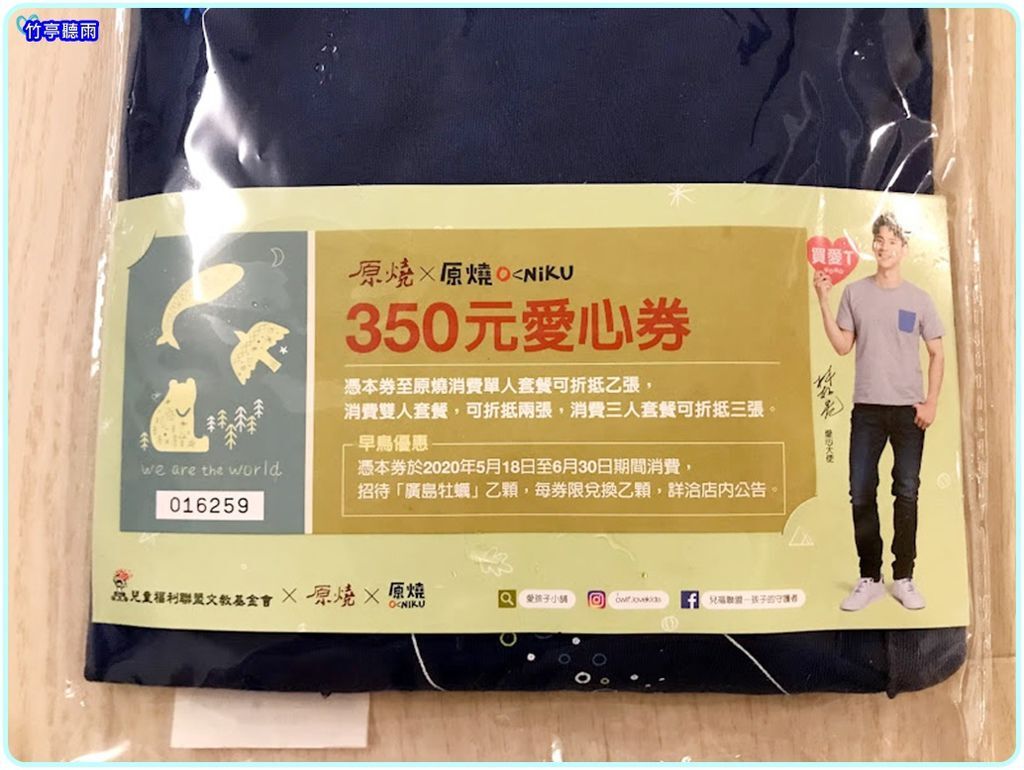 竹亭聽雨
原燒×原燒O<NiKU
350元愛心券
憑本券至原燒消費單人套餐可折抵乙張，
消費雙人套餐，可折抵兩張，消費三人套餐可折抵三張。
早鳥優惠
憑本券於2020年5月18日至6月30日期間消費，
招待「廣島牡蠣」乙顆，每券限兌換乙顆，詳洽店內公告。
we are the world
016259
買愛T
愛心大使
兒童福利聯盟文教基金會 × 原燒 × 原燒 O<NIKU
愛孩子小舖
cwlf.lovekids
兒福聯盟－孩子的守護者